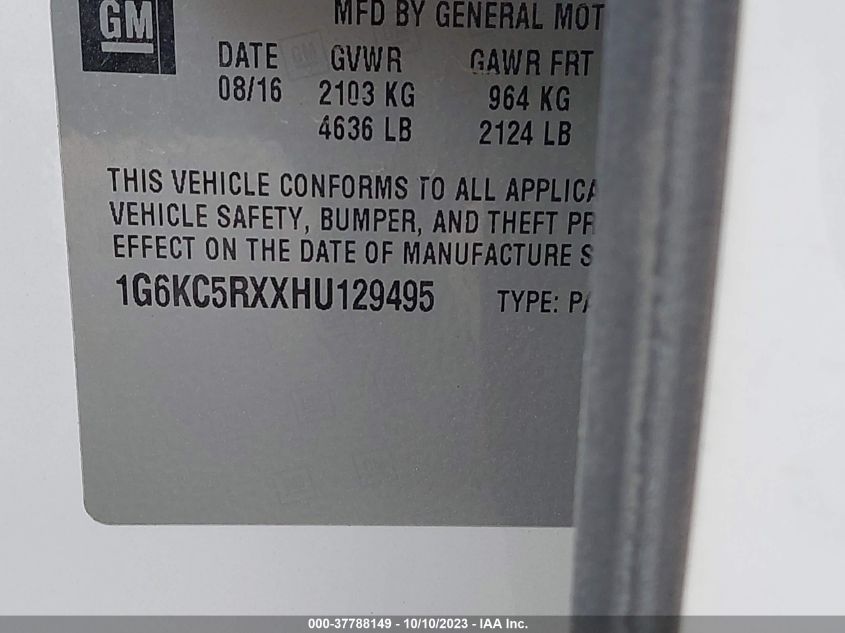 GM
MFD BY GENERAL MOT
DATE GVWR GAWR FRT
08/16 2103 KG 964 KG
4636 LB 2124 LB
THIS VEHICLE CONFORMS TO ALL APPLICA
VEHICLE SAFETY, BUMPER, AND THEFT PR
EFFECT ON THE DATE OF MANUFACTURE S
1G6KC5RXXHU129495 TYPE: PA
000-37788149 - 10/10/2023 - IAA Inc.